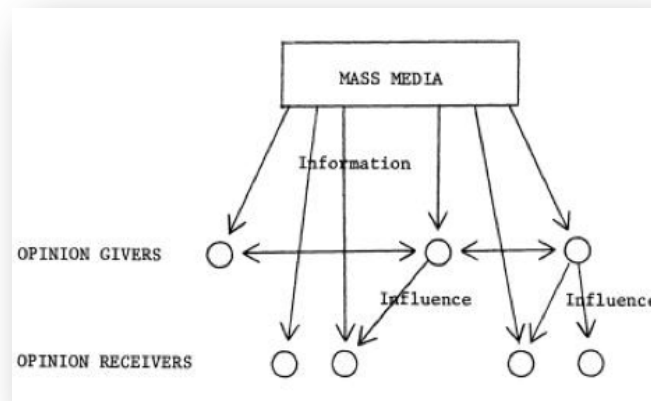 MASS MEDIA
Information
OPINION GIVERS
Influence
Influence
OPINION RECEIVERS